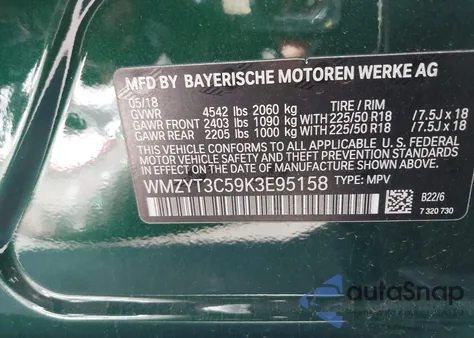 MFD BY BAYERISCHE MOTOREN WERKE AG
05/18 TIRE / RIM
GVWR 4542 lbs 2060 kg
GAWR FRONT 2403 lbs 1090 kg WITH 225/50 R18 /7.5J x 18
GAWR REAR 2205 lbs 1000 kg WITH 225/50 R18 /7.5J x 18
THIS VEHICLE CONFORMS TO ALL APPLICABLE U.S. FEDERAL
MOTOR VEHICLE SAFETY AND THEFT PREVENTION STANDARDS
IN EFFECT ON THE DATE OF MANUFACTURE SHOWN ABOVE.
WMZYT3C59K3E95158 TYPE: MPV
B22/6
7 320 730
autoSnap